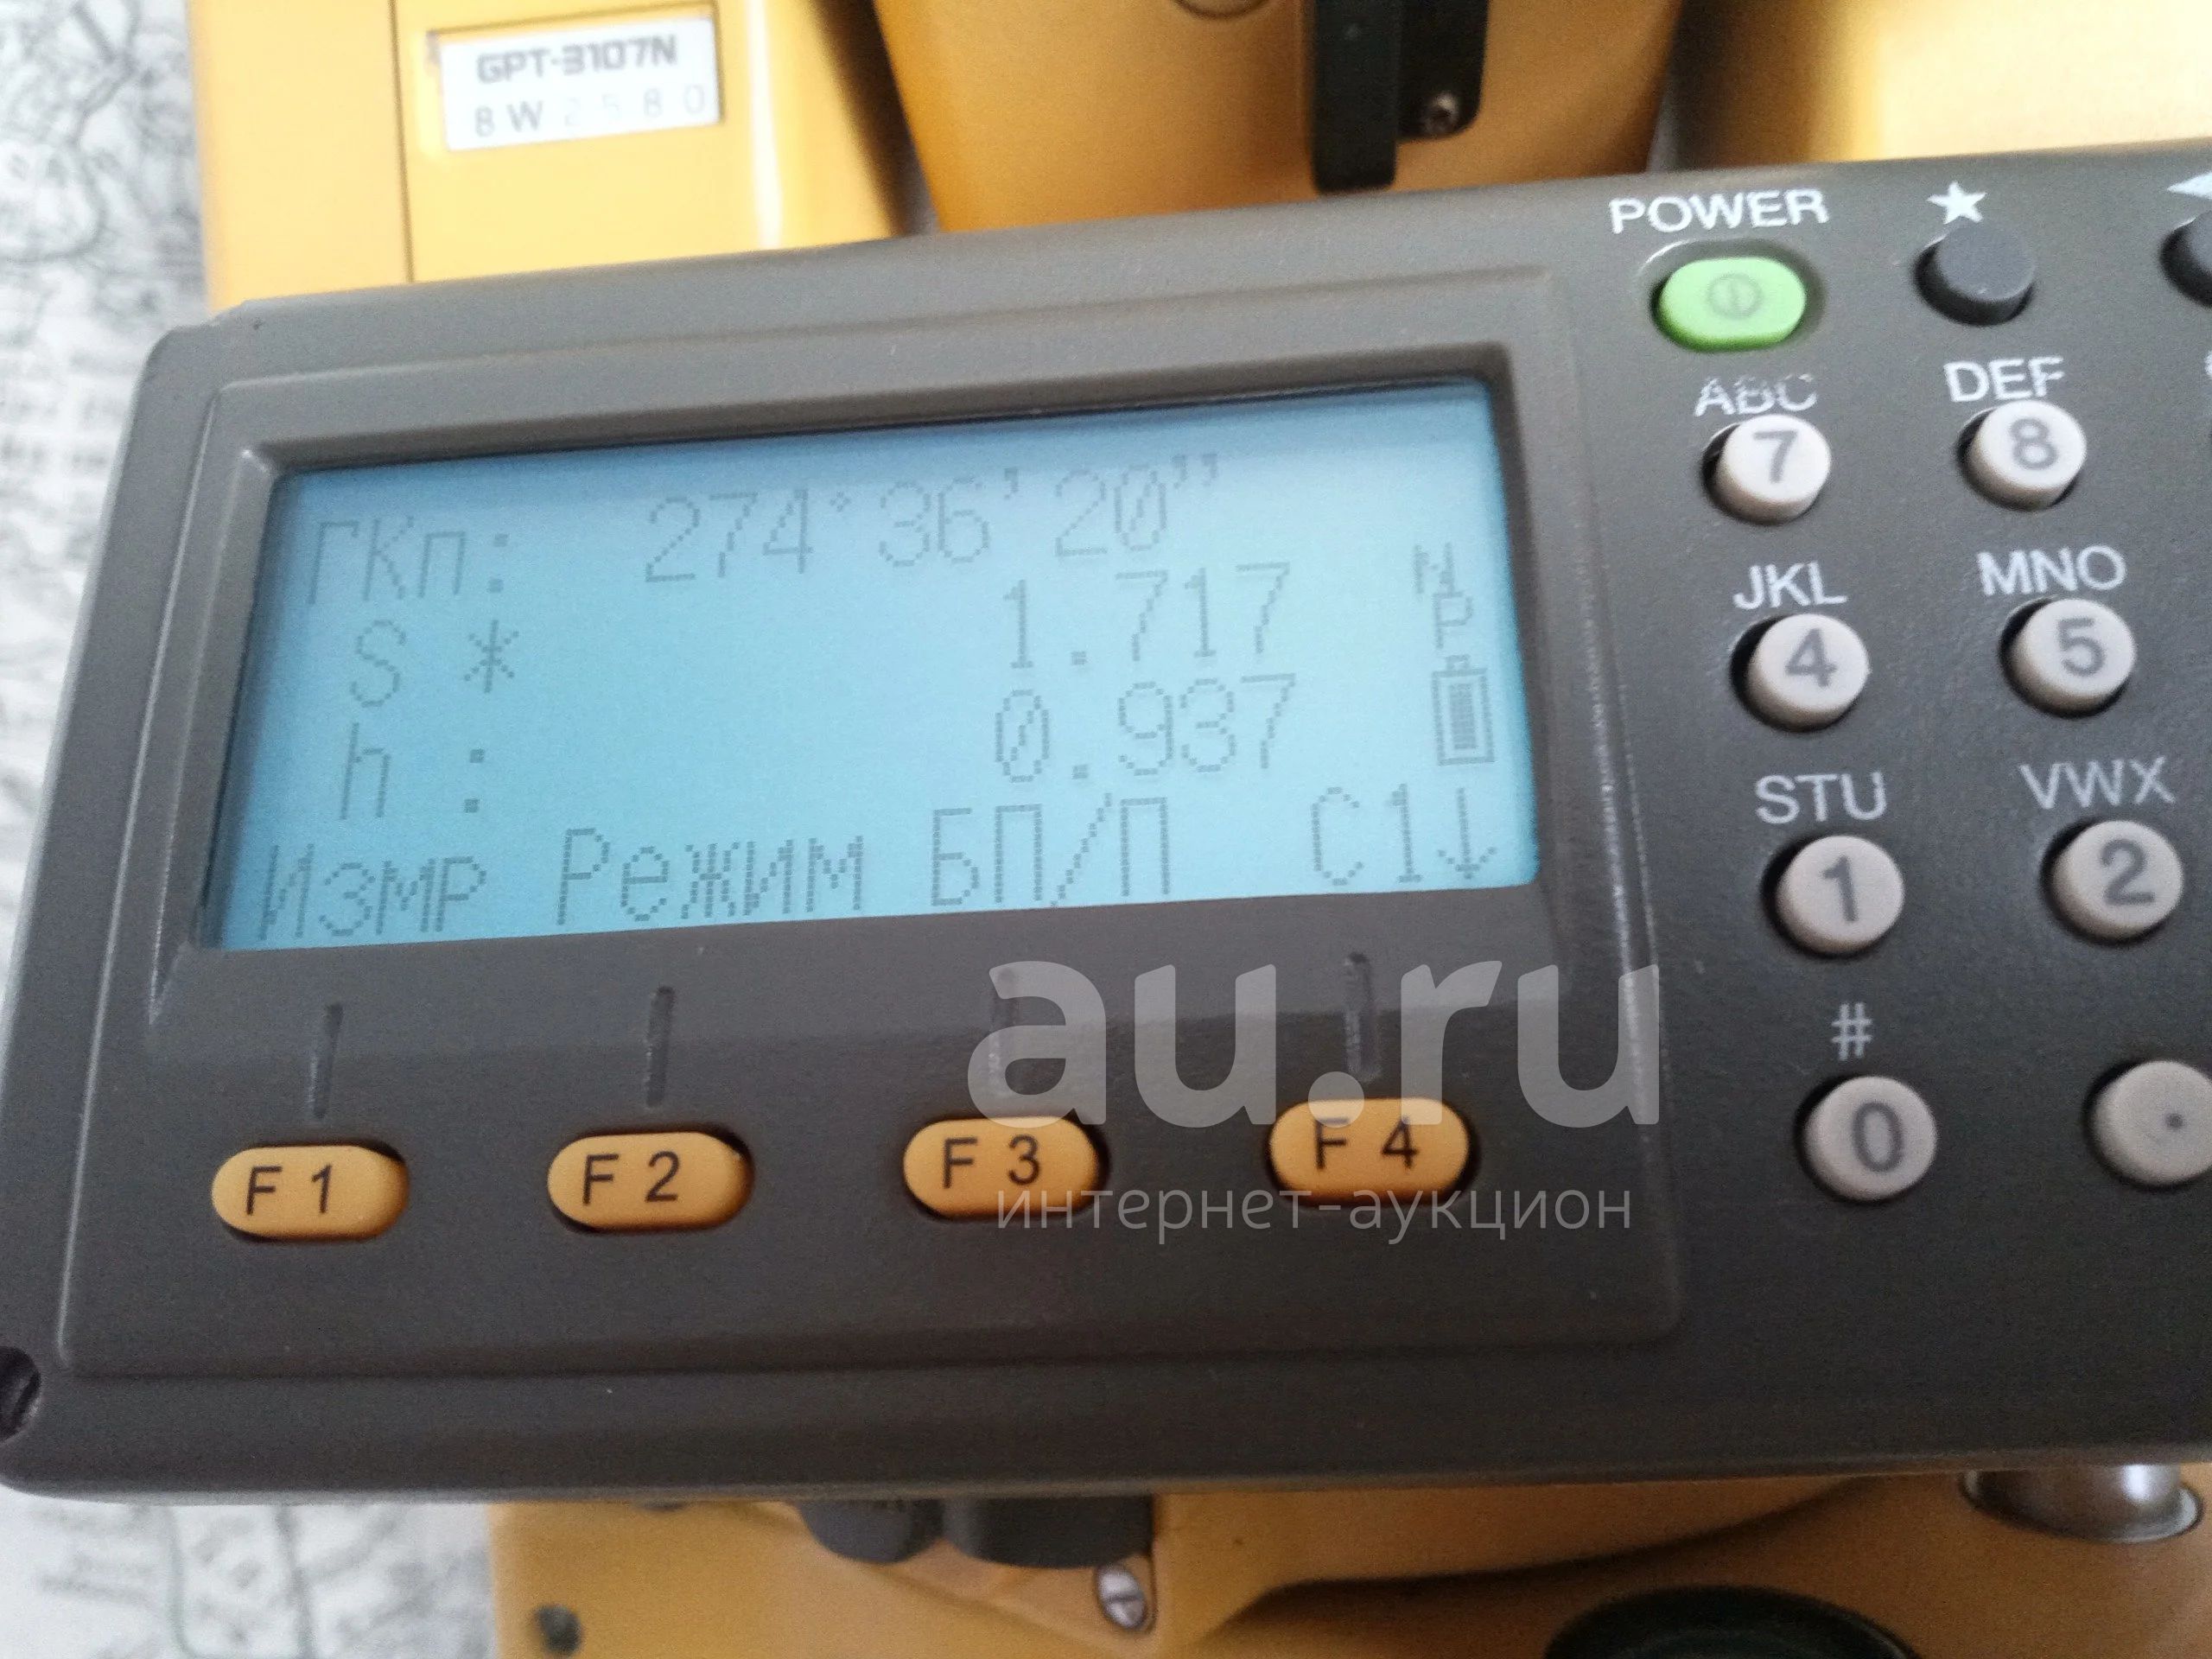 GPT-3107N
8W2580
POWER ★
ABC DEF
7 8
JKL MNO
4 5
STU VWX
1 2
#
0 .
ГКп: 274°36'20"
S * 1.717
h : 0.937
N
P
Измр Режим БП/П С1↓
F1 F2 F3 F4
au.ru
интернет-аукцион